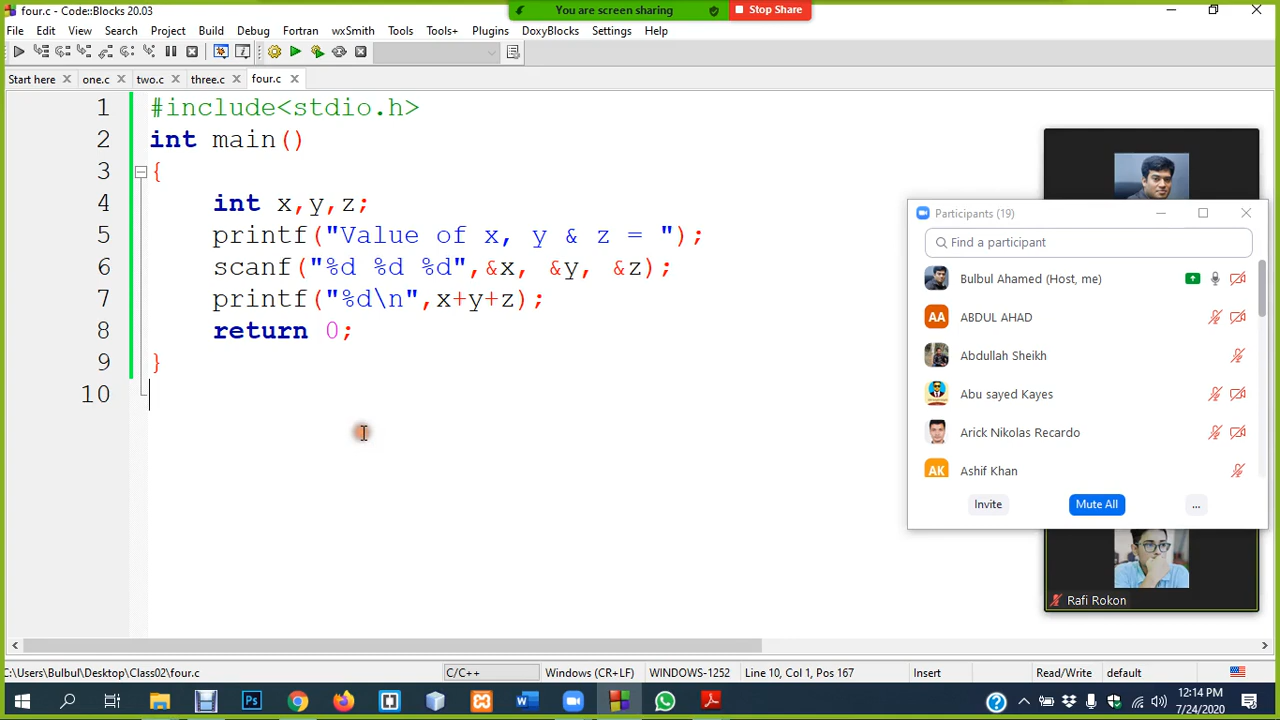 four.c - Code::Blocks 20.03
You are screen sharing
Stop Share
File Edit View Search Project Build Debug Fortran wxSmith Tools Tools+ Plugins DoxyBlocks Settings Help
Start here one.c two.c three.c four.c
1 #include<stdio.h>
2 int main()
3 {
4 int x,y,z;
5 printf("Value of x, y & z = ");
6 scanf("%d %d %d",&x, &y, &z);
7 printf("%d\n",x+y+z);
8 return 0;
9 }
10
Participants (19)
Find a participant
Bulbul Ahamed (Host, me)
AA ABDUL AHAD
Abdullah Sheikh
Abu sayed Kayes
Arick Nikolas Recardo
AK Ashif Khan
Invite Mute All ...
Rafi Rokon
C:\Users\Bulbul\Desktop\Class02\four.c C/C++ Windows (CR+LF) WINDOWS-1252 Line 10, Col 1, Pos 167 Insert Read/Write default
Ps
W
12:14 PM
7/24/2020